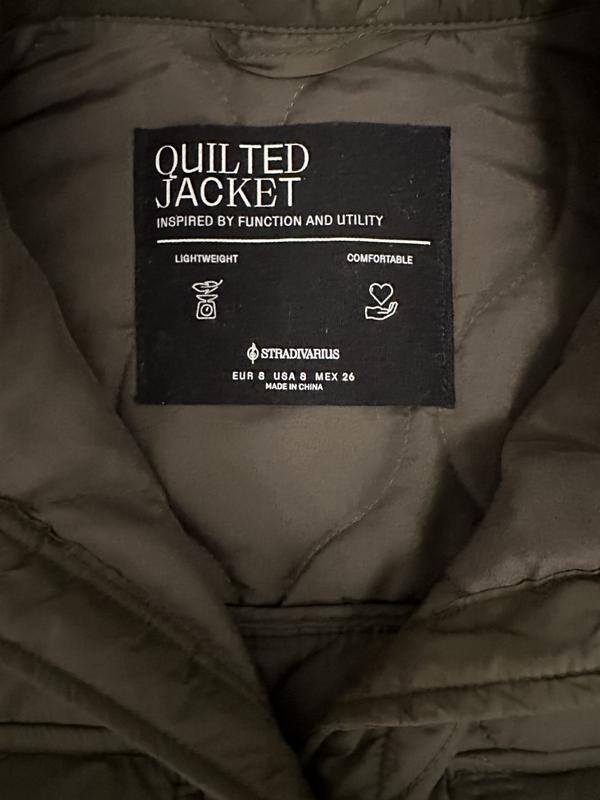 QUILTED
JACKET
INSPIRED BY FUNCTION AND UTILITY
LIGHTWEIGHT COMFORTABLE
STRADIVARIUS
EUR S USA S MEX 26
MADE IN CHINA